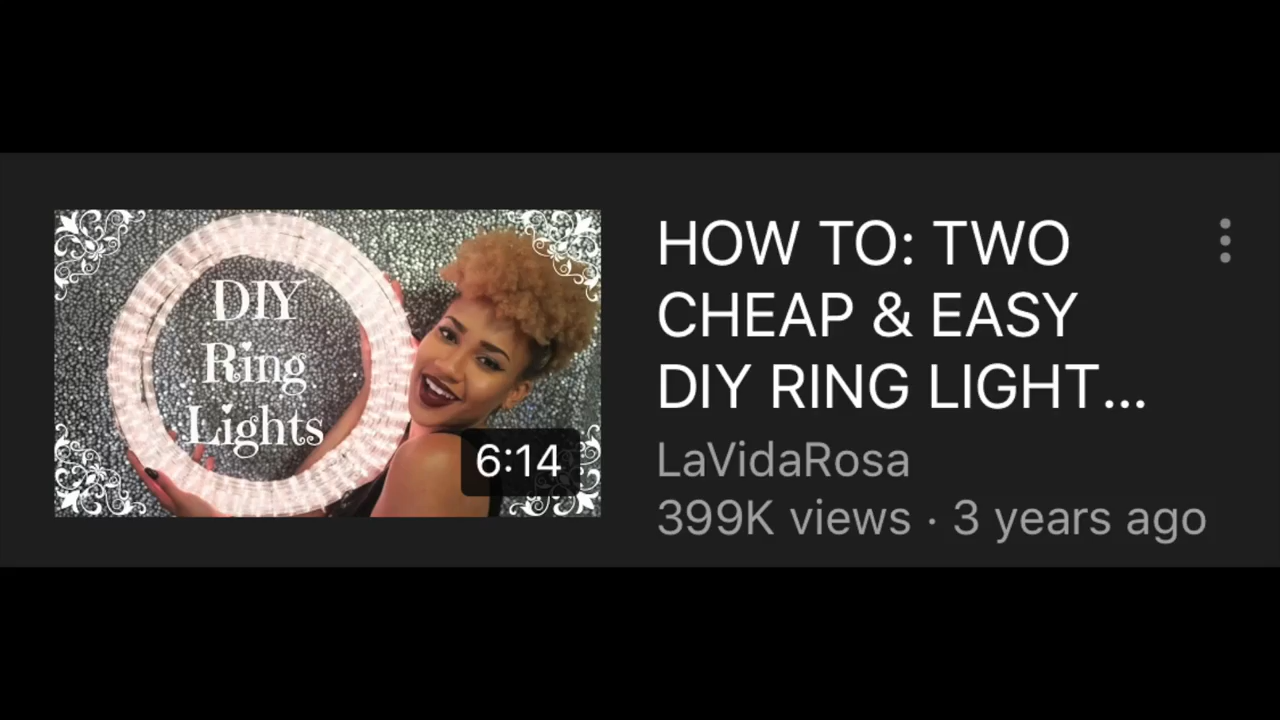 DIY
Ring
Lights
6:14
HOW TO: TWO
CHEAP & EASY
DIY RING LIGHT...
LaVidaRosa
399K views · 3 years ago